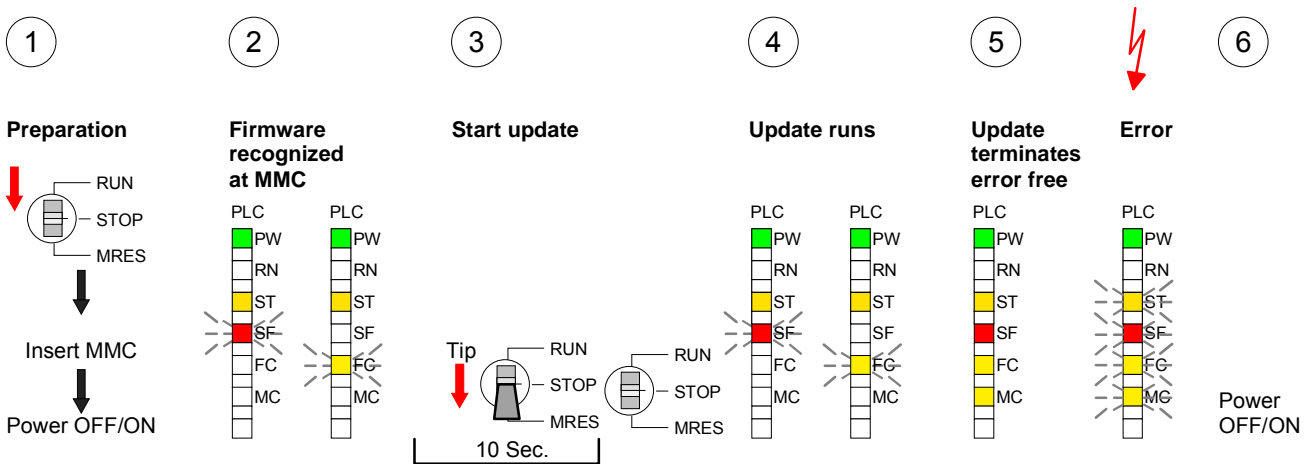 1
Preparation
RUN
STOP
MRES
Insert MMC
Power OFF/ON
2
Firmware
recognized
at MMC
PLC
PW
RN
ST
SF
FC
MC
PLC
PW
RN
ST
SF
FC
MC
3
Start update
Tip
RUN
STOP
MRES
10 Sec.
RUN
STOP
MRES
4
Update runs
PLC
PW
RN
ST
SF
FC
MC
PLC
PW
RN
ST
SF
FC
MC
5
Update
terminates
error free
PLC
PW
RN
ST
SF
FC
MC
Error
PLC
PW
RN
ST
SF
FC
MC
6
Power
OFF/ON